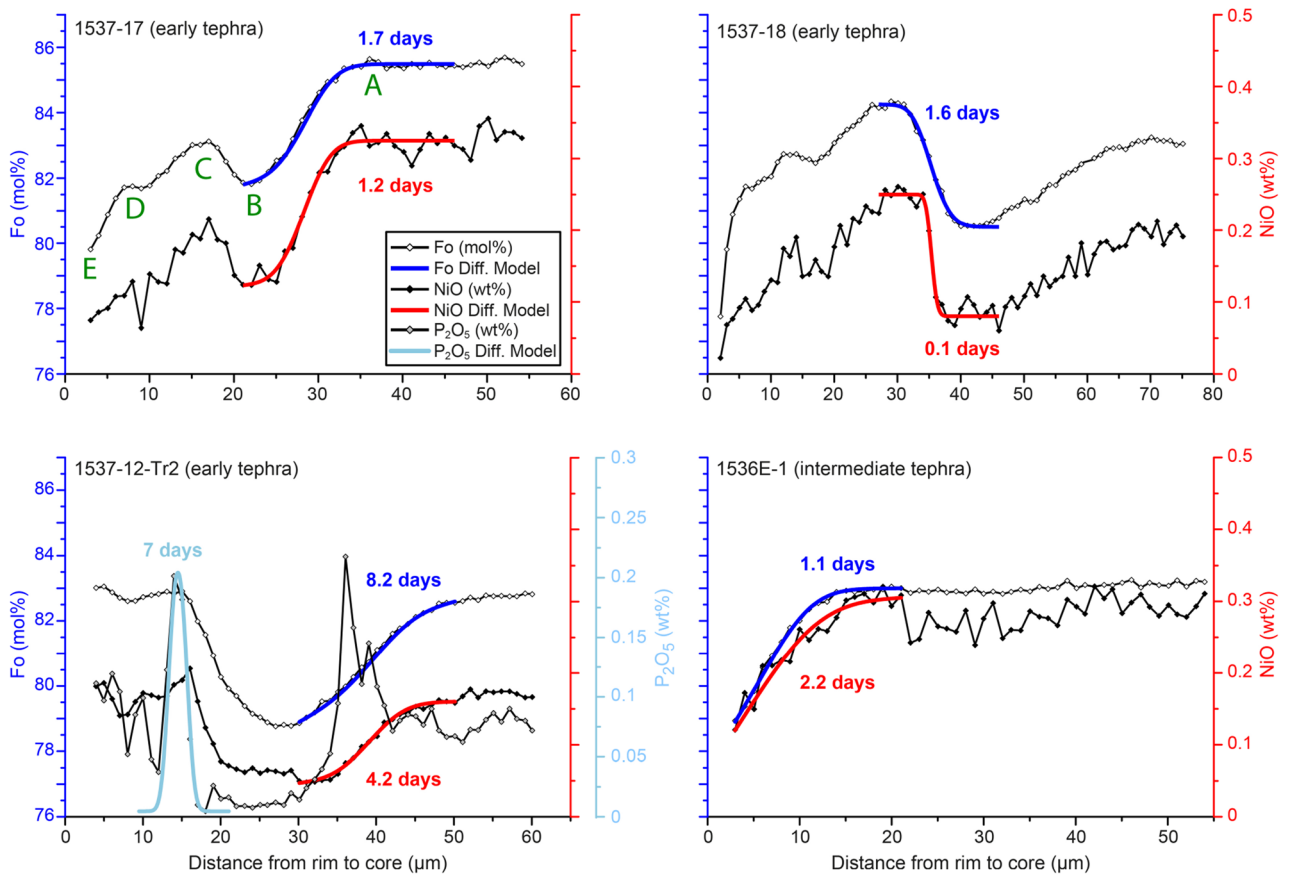 1537-17 (early tephra)
1.7 days
A
C
B
D
E
1.2 days
Fo (mol%)
Fo Diff. Model
NiO (wt%)
NiO Diff. Model
P₂O₅ (wt%)
P₂O₅ Diff. Model
Fo (mol%)
86
84
82
80
78
76
0 10 20 30 40 50 60
1537-18 (early tephra)
1.6 days
0.1 days
0.5
0.4
0.3
0.2
0.1
0
NiO (wt%)
0 10 20 30 40 50 60 70 80
1537-12-Tr2 (early tephra)
7 days
8.2 days
4.2 days
Fo (mol%)
86
84
82
80
78
76
0.3
0.25
0.2
0.15
0.1
0.05
0
P₂O₅ (wt%)
0 10 20 30 40 50 60
Distance from rim to core (μm)
1536E-1 (intermediate tephra)
1.1 days
2.2 days
0.5
0.4
0.3
0.2
0.1
0
NiO (wt%)
0 10 20 30 40 50
Distance from rim to core (μm)